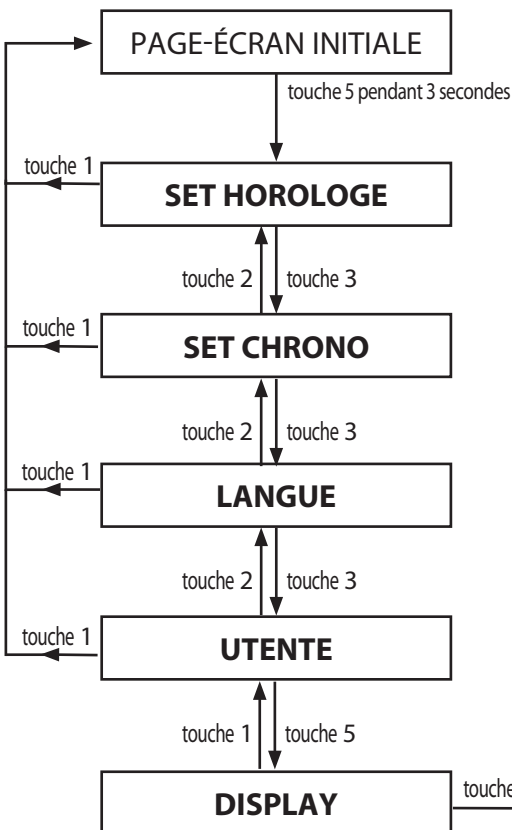 PAGE-ÉCRAN INITIALE
touche 5 pendant 3 secondes
touche 1
SET HOROLOGE
touche 2 touche 3
touche 1
SET CHRONO
touche 2 touche 3
touche 1
LANGUE
touche 2 touche 3
touche 1
UTENTE
touche 1 touche 5
DISPLAY
touche